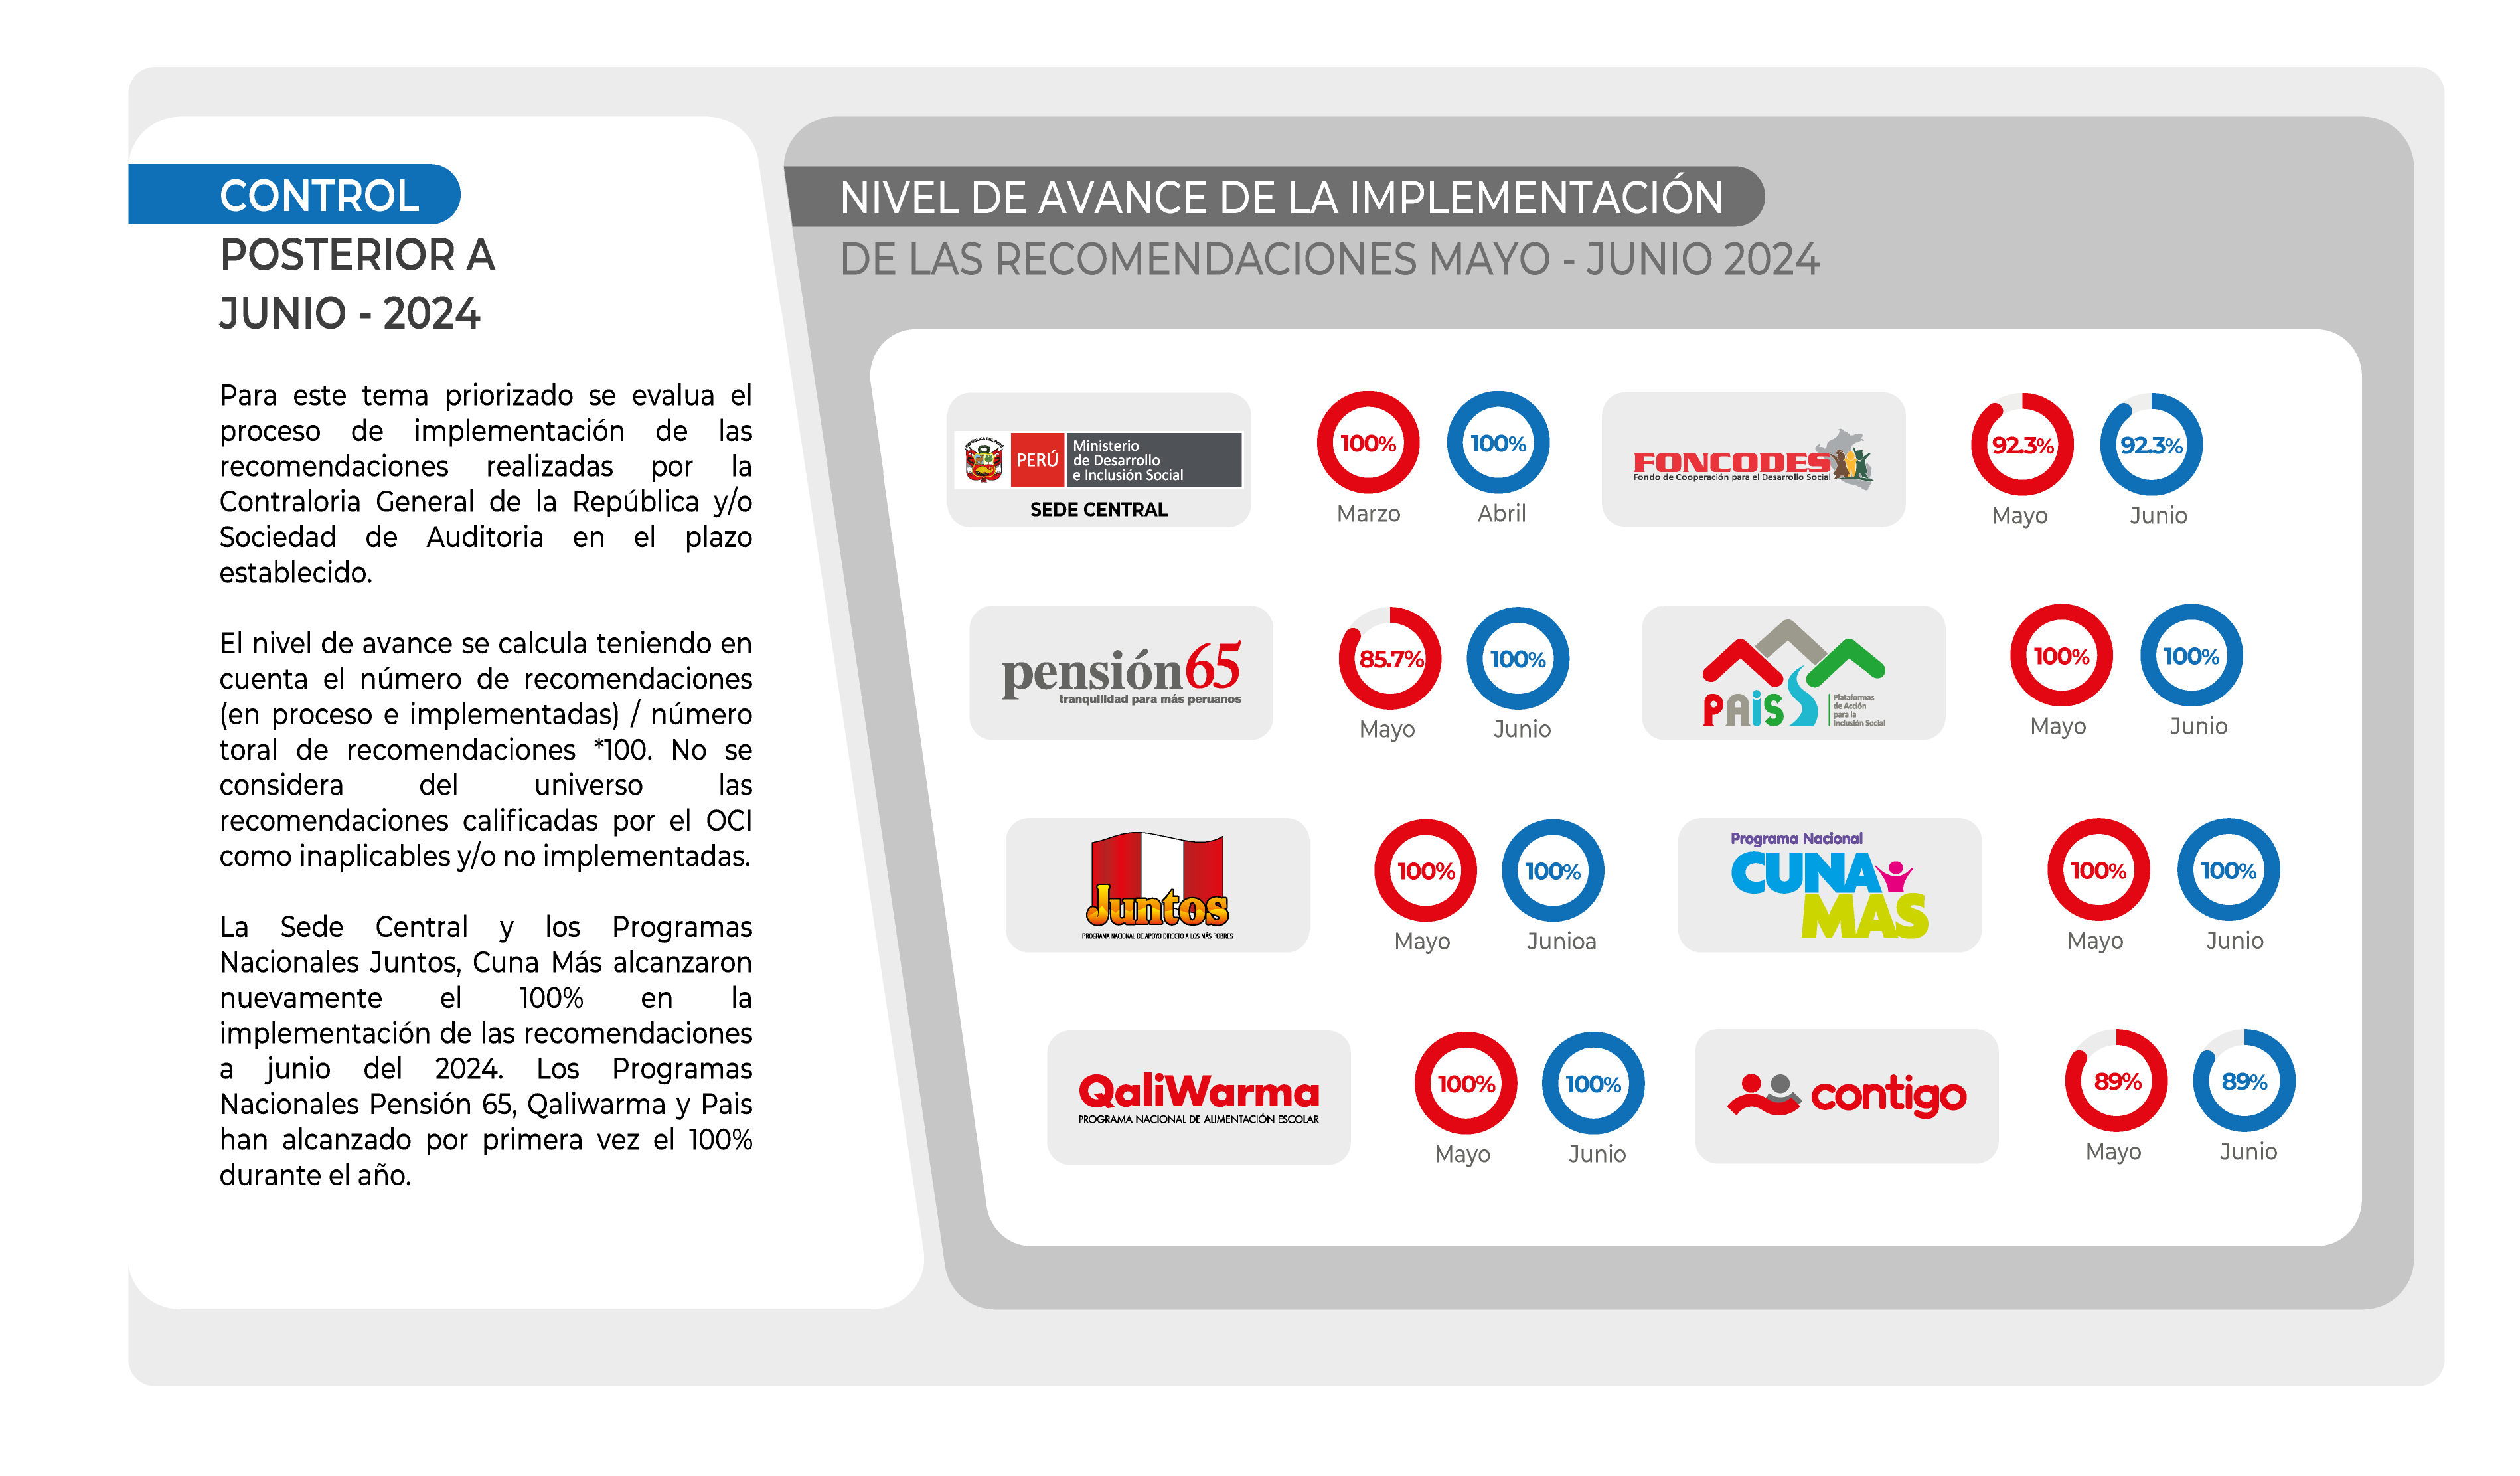 CONTROL
POSTERIOR A
JUNIO - 2024
Para este tema priorizado se evalua el
proceso de implementación de las
recomendaciones realizadas por la
Contraloria General de la República y/o
Sociedad de Auditoria en el plazo
establecido.
El nivel de avance se calcula teniendo en
cuenta el número de recomendaciones
(en proceso e implementadas) / número
toral de recomendaciones *100. No se
considera del universo las
recomendaciones calificadas por el OCI
como inaplicables y/o no implementadas.
La Sede Central y los Programas
Nacionales Juntos, Cuna Más alcanzaron
nuevamente el 100% en la
implementación de las recomendaciones
a junio del 2024. Los Programas
Nacionales Pensión 65, Qaliwarma y Pais
han alcanzado por primera vez el 100%
durante el año.
NIVEL DE AVANCE DE LA IMPLEMENTACIÓN
DE LAS RECOMENDACIONES MAYO - JUNIO 2024
REPÚBLICA DEL PERÚ
PERÚ
Ministerio
de Desarrollo
e Inclusión Social
SEDE CENTRAL
100%
Marzo
100%
Abril
FONCODES
Fondo de Cooperación para el Desarrollo Social
92.3%
Mayo
92.3%
Junio
pensión65
tranquilidad para más peruanos
85.7%
Mayo
100%
Junio
PAiS
Plataformas
de Acción
para la
Inclusión Social
100%
Mayo
100%
Junio
Juntos
PROGRAMA NACIONAL DE APOYO DIRECTO A LOS MÁS POBRES
100%
Mayo
100%
Junioa
Programa Nacional
CUNA
MAS
100%
Mayo
100%
Junio
QaliWarma
PROGRAMA NACIONAL DE ALIMENTACIÓN ESCOLAR
100%
Mayo
100%
Junio
contigo
89%
Mayo
89%
Junio